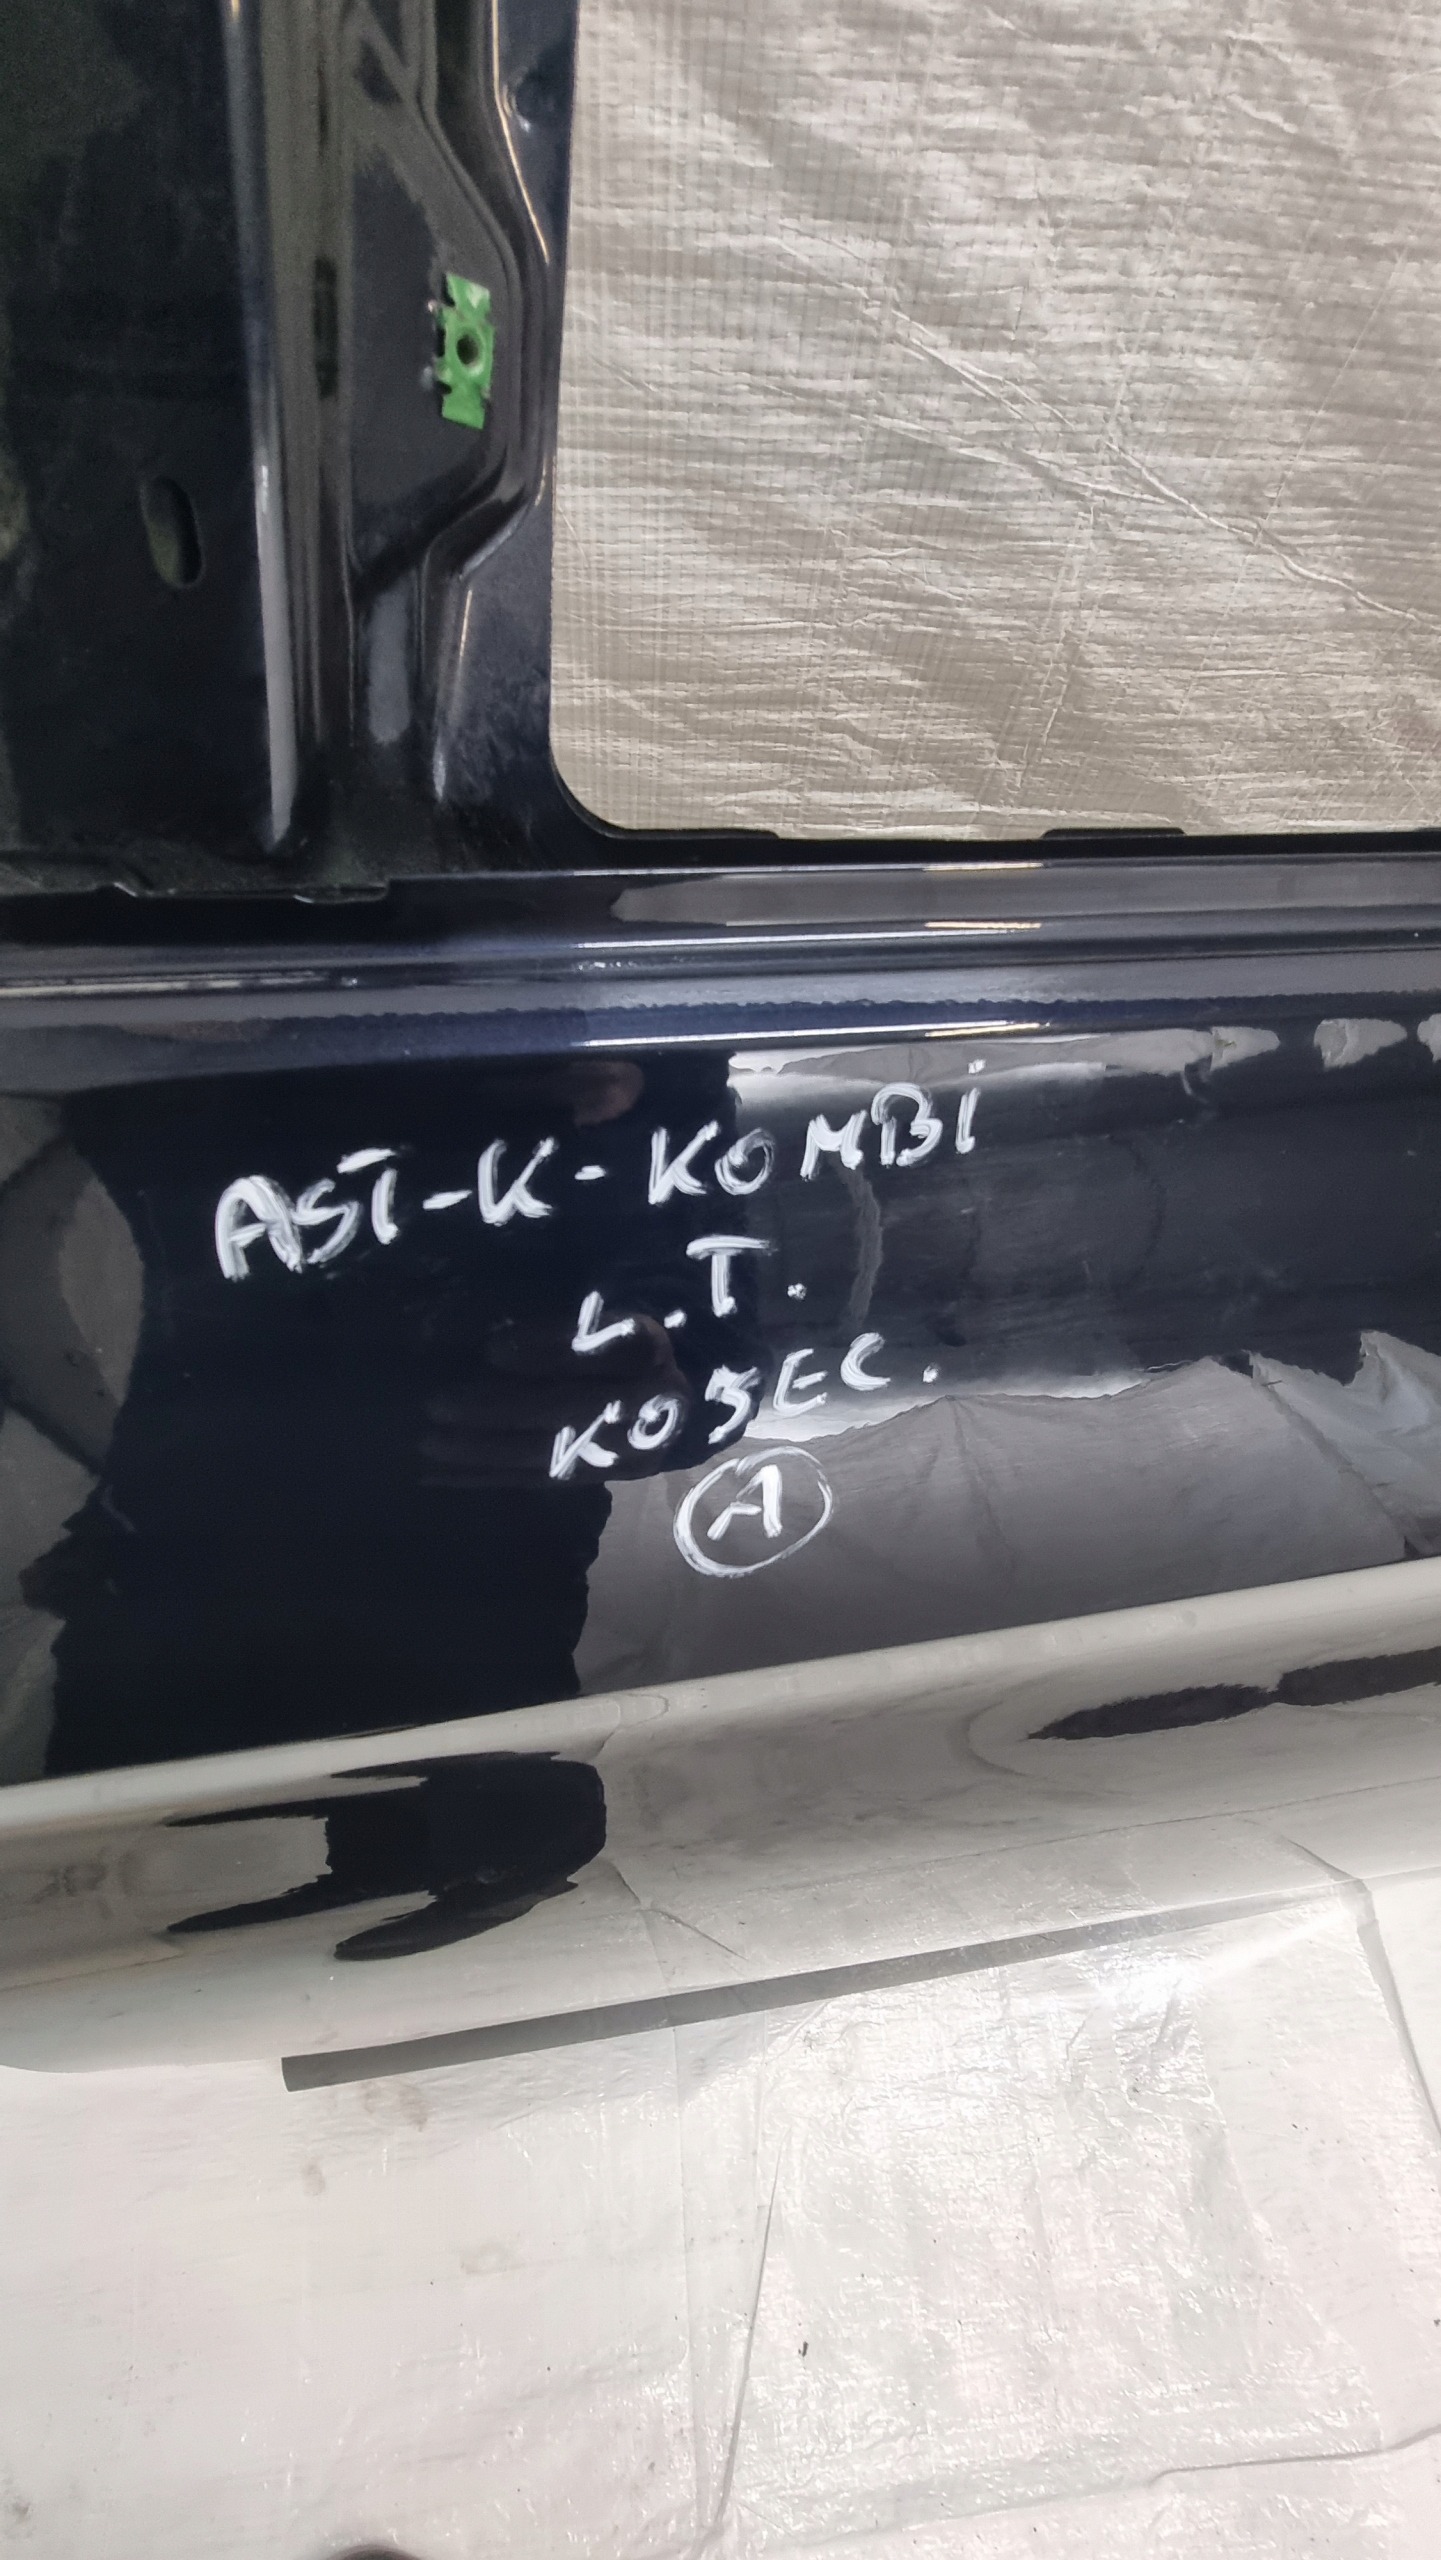 AST-K-KOMBi
L.T.
KOSEC.
A